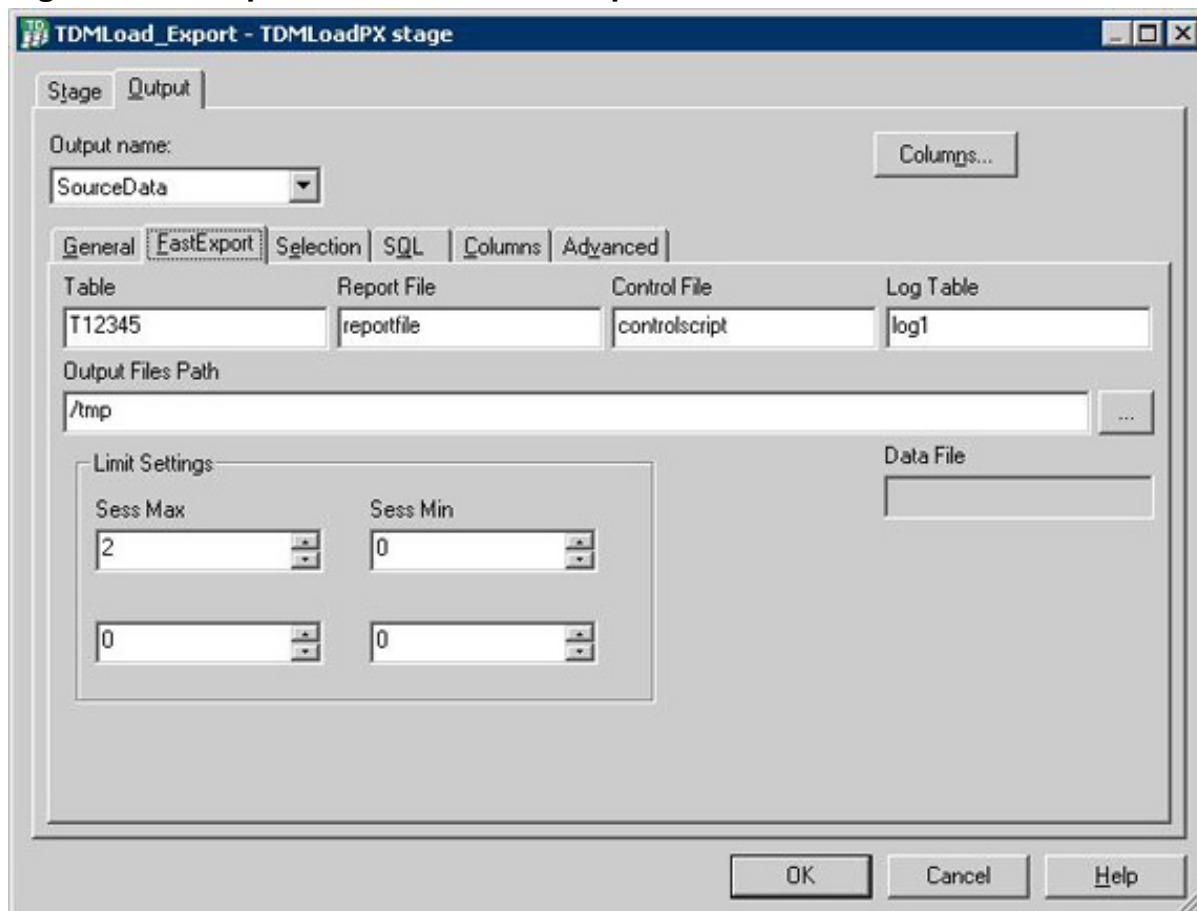 TDMLoad_Export - TDMLoadPX stage
Stage Output
Output name:
Columns...
SourceData
General FastExport Selection SQL Columns Advanced
Table Report File Control File Log Table
T12345 reportfile controlscript log1
Output Files Path
/tmp ...
Limit Settings Data File
Sess Max Sess Min
2 0
0 0
OK Cancel Help